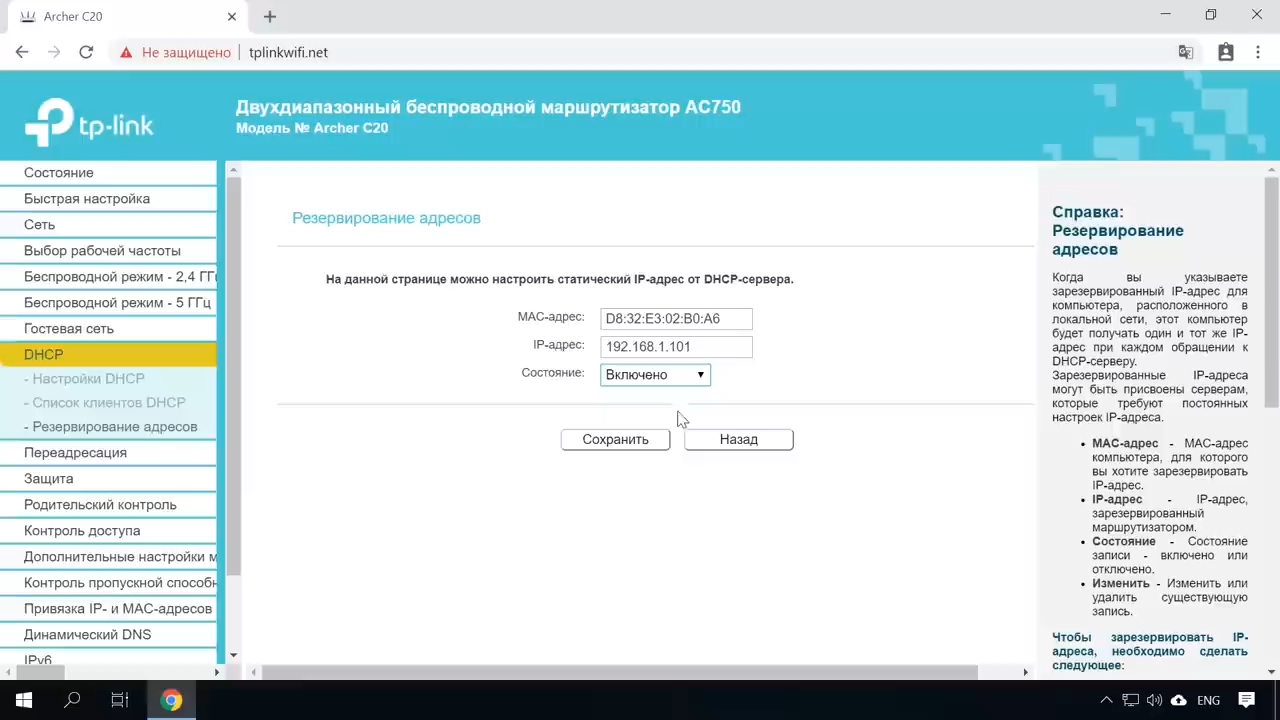 Archer C20
Не защищено
tplinkwifi.net
tp-link
Двухдиапазонный беспроводной маршрутизатор AC750
Модель № Archer C20
Состояние
Быстрая настройка
Сеть
Выбор рабочей частоты
Беспроводной режим - 2,4 ГГ
Беспроводной режим - 5 ГГц
Гостевая сеть
DHCP
- Настройки DHCP
- Список клиентов DHCP
- Резервирование адресов
Переадресация
Защита
Родительский контроль
Контроль доступа
Дополнительные настройки м
Контроль пропускной способн
Привязка IP- и MAC-адресов
Динамический DNS
IPv6
Резервирование адресов
На данной странице можно настроить статический IP-адрес от DHCP-сервера.
MAC-адрес: D8:32:E3:02:B0:A6
IP-адрес: 192.168.1.101
Состояние: Включено
Сохранить Назад
Справка:
Резервирование
адресов
Когда вы указываете
зарезервированный IP-адрес для
компьютера, расположенного в
локальной сети, этот компьютер
будет получать один и тот же IP-
адрес при каждом обращении к
DHCP-серверу.
Зарезервированные IP-адреса
могут быть присвоены серверам,
которые требуют постоянных
настроек IP-адреса.
• MAC-адрес - MAC-адрес
компьютера, для которого
вы хотите зарезервировать
IP-адрес.
• IP-адрес - IP-адрес,
зарезервированный
маршрутизатором.
• Состояние - Состояние
записи - включено или
отключено.
• Изменить - Изменить или
удалить существующую
запись.
Чтобы зарезервировать IP-
адреса, необходимо сделать
следующее:
ENG